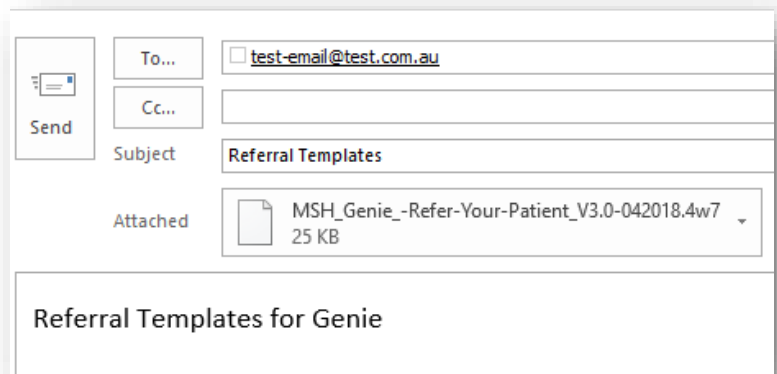 To...
test-email@test.com.au
Cc...
Send
Subject
Referral Templates
Attached
MSH_Genie_-Refer-Your-Patient_V3.0-042018.4w7
25 KB
Referral Templates for Genie